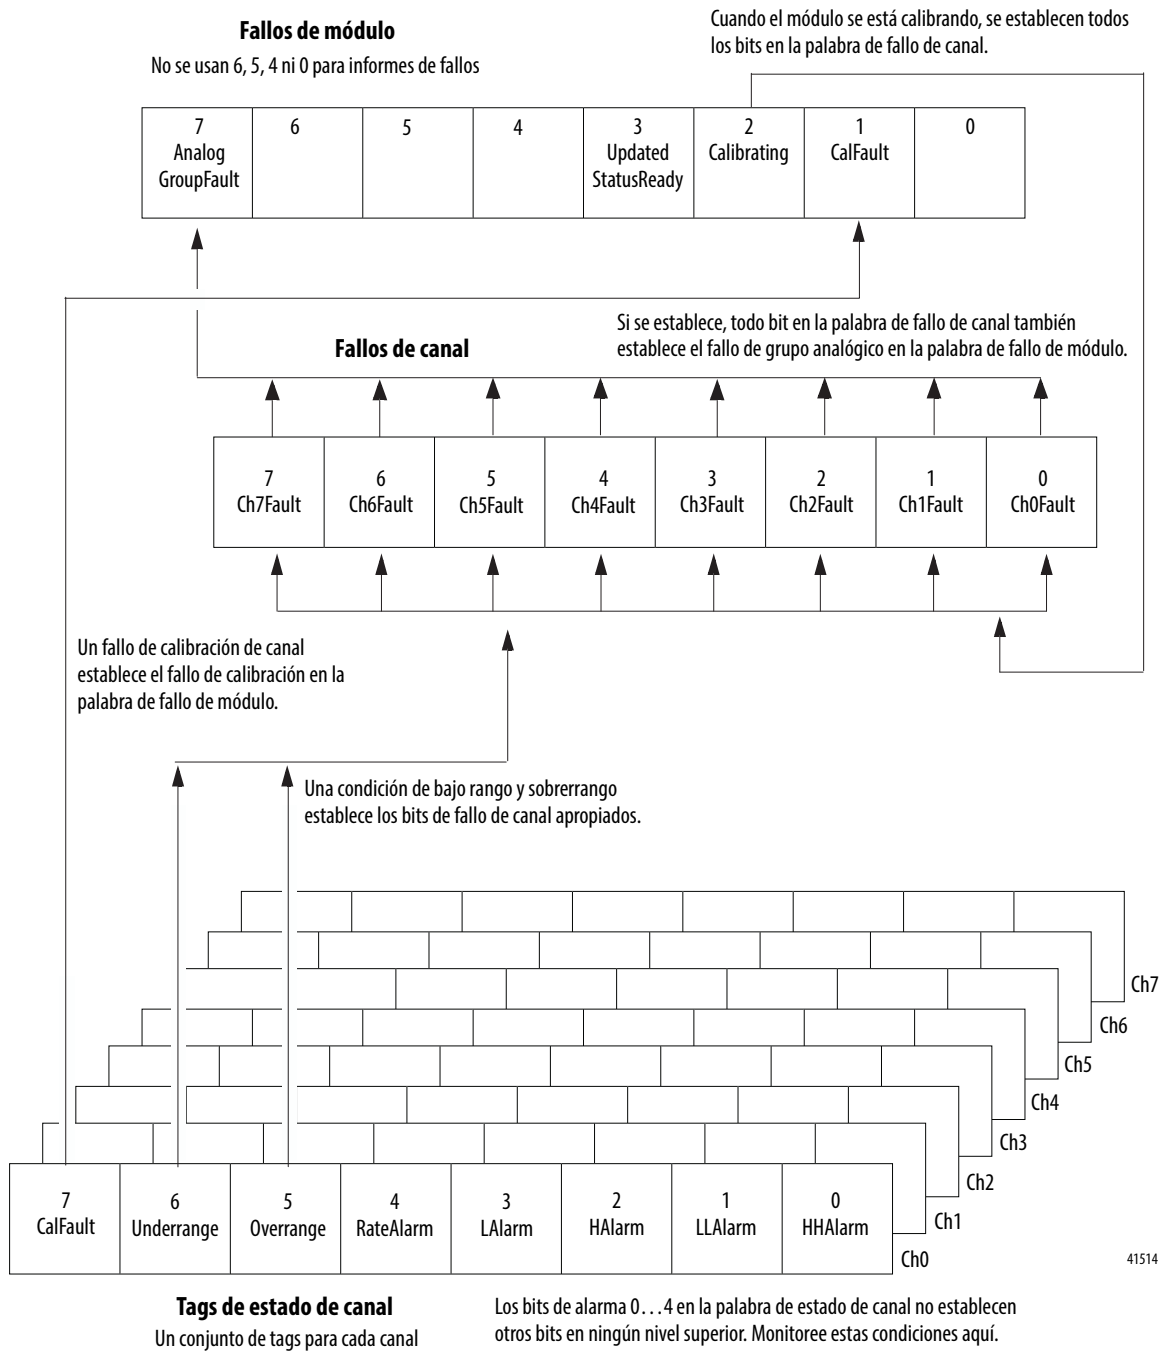 Fallos de módulo
No se usan 6, 5, 4 ni 0 para informes de fallos
Cuando el módulo se está calibrando, se establecen todos
los bits en la palabra de fallo de canal.
7
Analog
GroupFault
6
5
4
3
Updated
StatusReady
2
Calibrating
1
CalFault
0
Fallos de canal
Si se establece, todo bit en la palabra de fallo de canal también
establece el fallo de grupo analógico en la palabra de fallo de módulo.
7
Ch7Fault
6
Ch6Fault
5
Ch5Fault
4
Ch4Fault
3
Ch3Fault
2
Ch2Fault
1
Ch1Fault
0
Ch0Fault
Un fallo de calibración de canal
establece el fallo de calibración en la
palabra de fallo de módulo.
Una condición de bajo rango y sobrerrango
establece los bits de fallo de canal apropiados.
Ch7
Ch6
Ch5
Ch4
Ch3
Ch2
Ch1
Ch0
7
CalFault
6
Underrange
5
Overrange
4
RateAlarm
3
LAlarm
2
HAlarm
1
LLAlarm
0
HHAlarm
41514
Tags de estado de canal
Un conjunto de tags para cada canal
Los bits de alarma 0…4 en la palabra de estado de canal no establecen
otros bits en ningún nivel superior. Monitoree estas condiciones aquí.